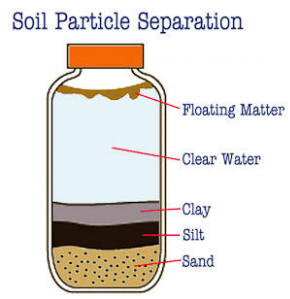 Soil Particle Separation
Floating Matter
Clear Water
Clay
Silt
Sand